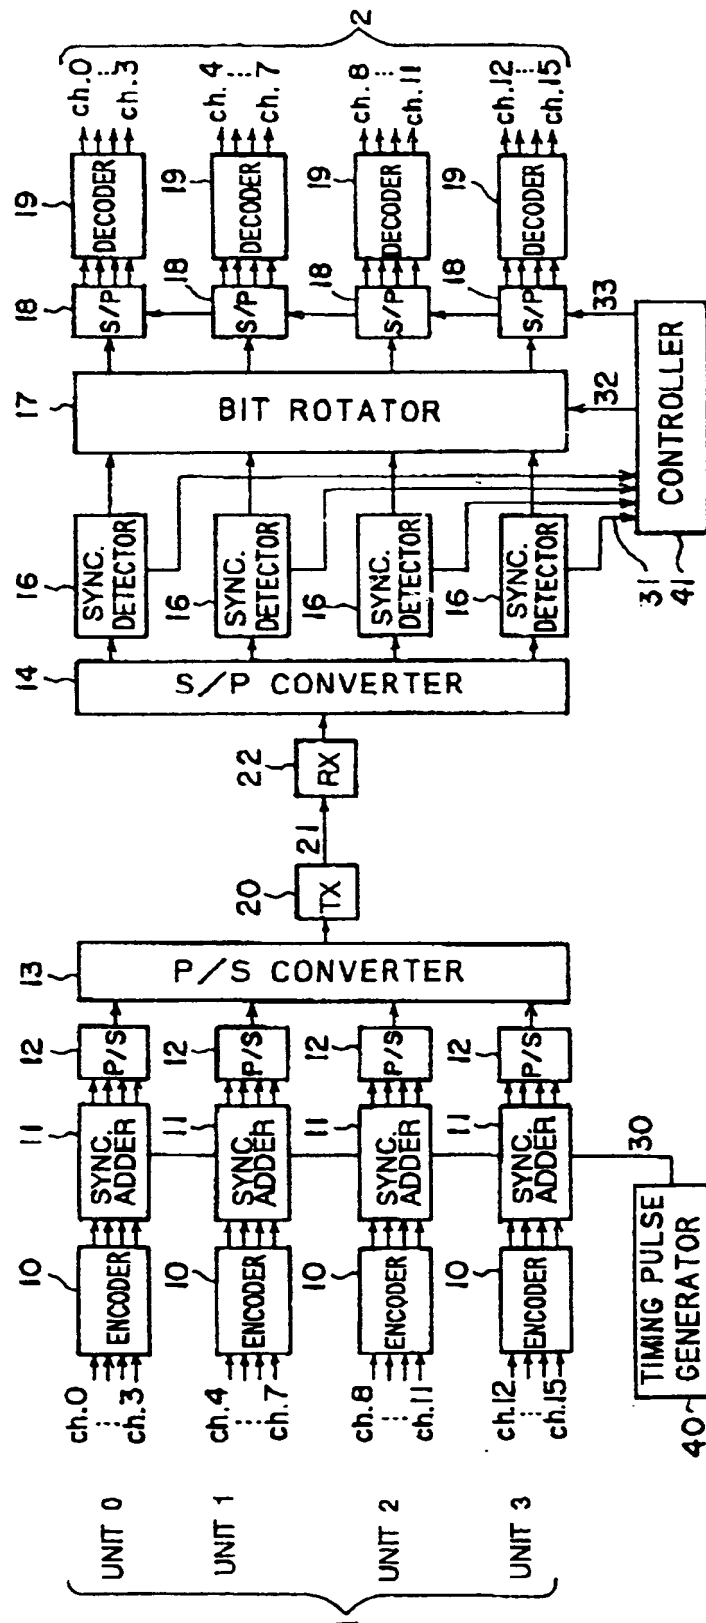 UNIT 0
UNIT 1
UNIT 2
UNIT 3
1
ch.0
ch.3
ch.4
ch.7
ch.8
ch.11
ch.12
ch.15
10
ENCODER
10
ENCODER
10
ENCODER
10
ENCODER
11
SYNC.
ADDER
11
SYNC.
ADDER
11
SYNC.
ADDER
11
SYNC.
ADDER
30
40
TIMING PULSE
GENERATOR
12
P/S
12
P/S
12
P/S
12
P/S
13
P/S CONVERTER
20
TX
21
22
RX
14
S/P CONVERTER
16
SYNC.
DETECTOR
16
SYNC.
DETECTOR
16
SYNC.
DETECTOR
16
SYNC.
DETECTOR
31
41
CONTROLLER
17
BIT ROTATOR
32
33
18
S/P
18
S/P
18
S/P
18
S/P
19
DECODER
19
DECODER
19
DECODER
19
DECODER
ch.0
ch.3
ch.4
ch.7
ch.8
ch.11
ch.12
ch.15
2